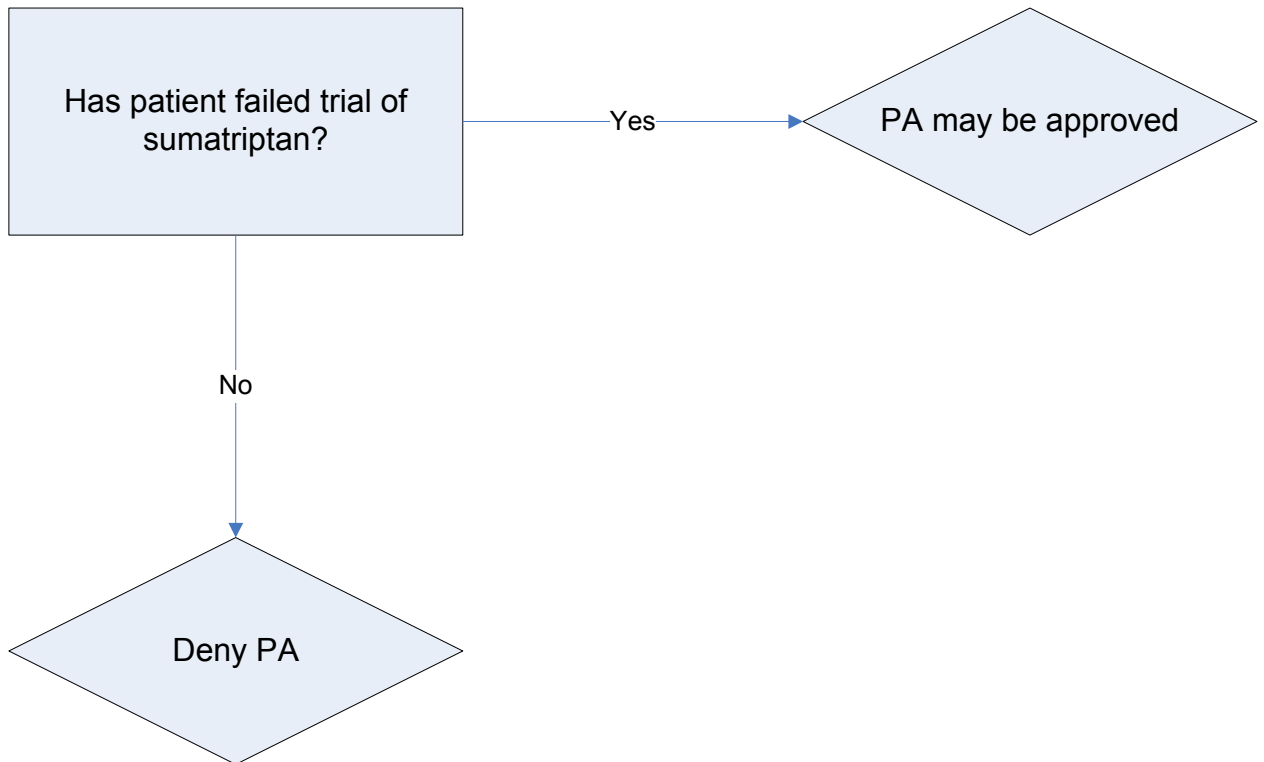 Has patient failed trial of
sumatriptan?
Yes
PA may be approved
No
Deny PA